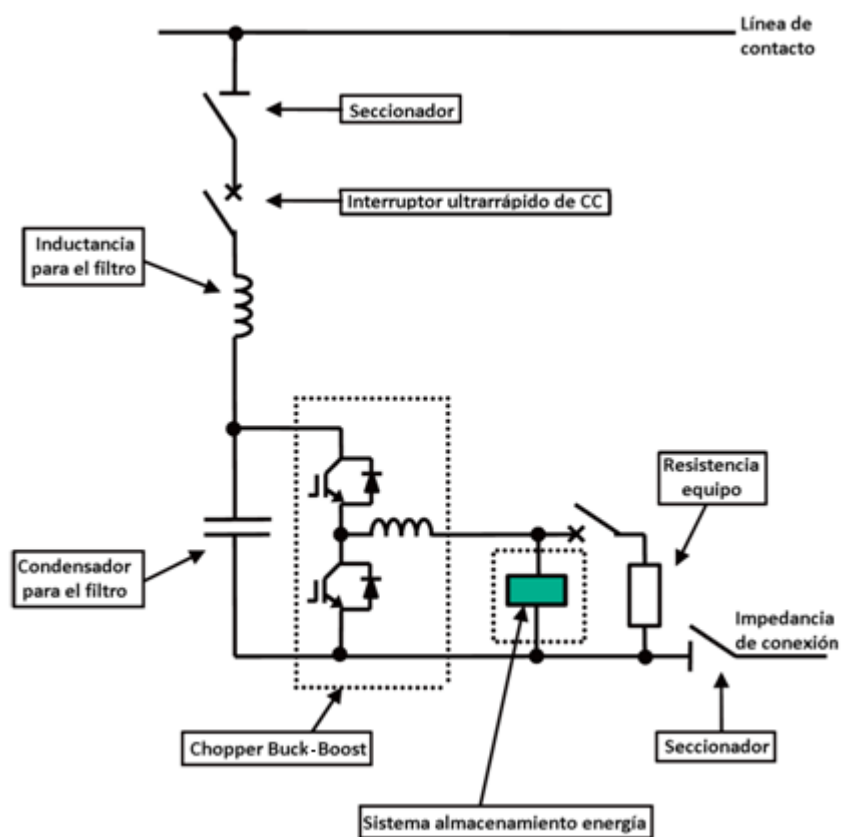 Línea de
contacto
Seccionador
Interruptor ultrarrápido de CC
Inductancia
para el filtro
Resistencia
equipo
Condensador
para el filtro
Impedancia
de conexión
Chopper Buck-Boost
Seccionador
Sistema almacenamiento energía